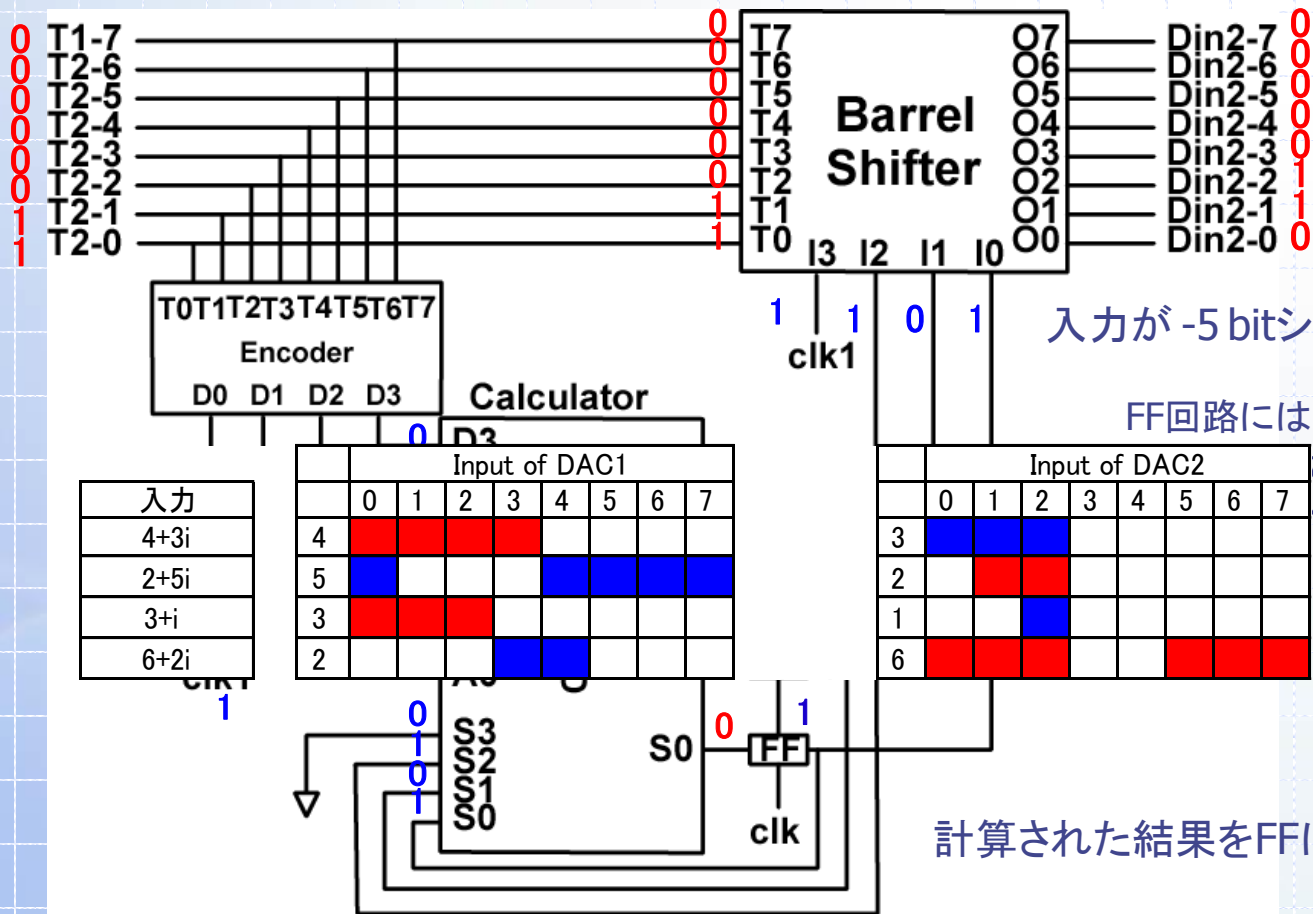 0 T1-7 0 T7 O7 Din2-7 0
0 T2-6 0 T6 O6 Din2-6 0
0 T2-5 0 T5 O5 Din2-5 0
0 T2-4 0 T4 O4 Din2-4 0
0 T2-3 0 T3 O3 Din2-3 0
0 T2-2 0 T2 O2 Din2-2 1
1 T2-1 1 T1 O1 Din2-1 1
1 T2-0 1 T0 O0 Din2-0 0
Barrel
Shifter
I3 I2 I1 I0
1 1 0 1
clk1
入力が -5 bitシ
T0T1T2T3T4T5T6T7
Encoder
D0 D1 D2 D3
Calculator
0 D3
FF回路には
入力
4+3i
2+5i
3+i
6+2i
Input of DAC1
0 1 2 3 4 5 6 7
4
5
3
2
Input of DAC2
0 1 2 3 4 5 6 7
3
2
1
6
clk1
1
0 S3
1 S2
0 S1
1 S0
S0 0 FF 1
clk
計算された結果をFFに